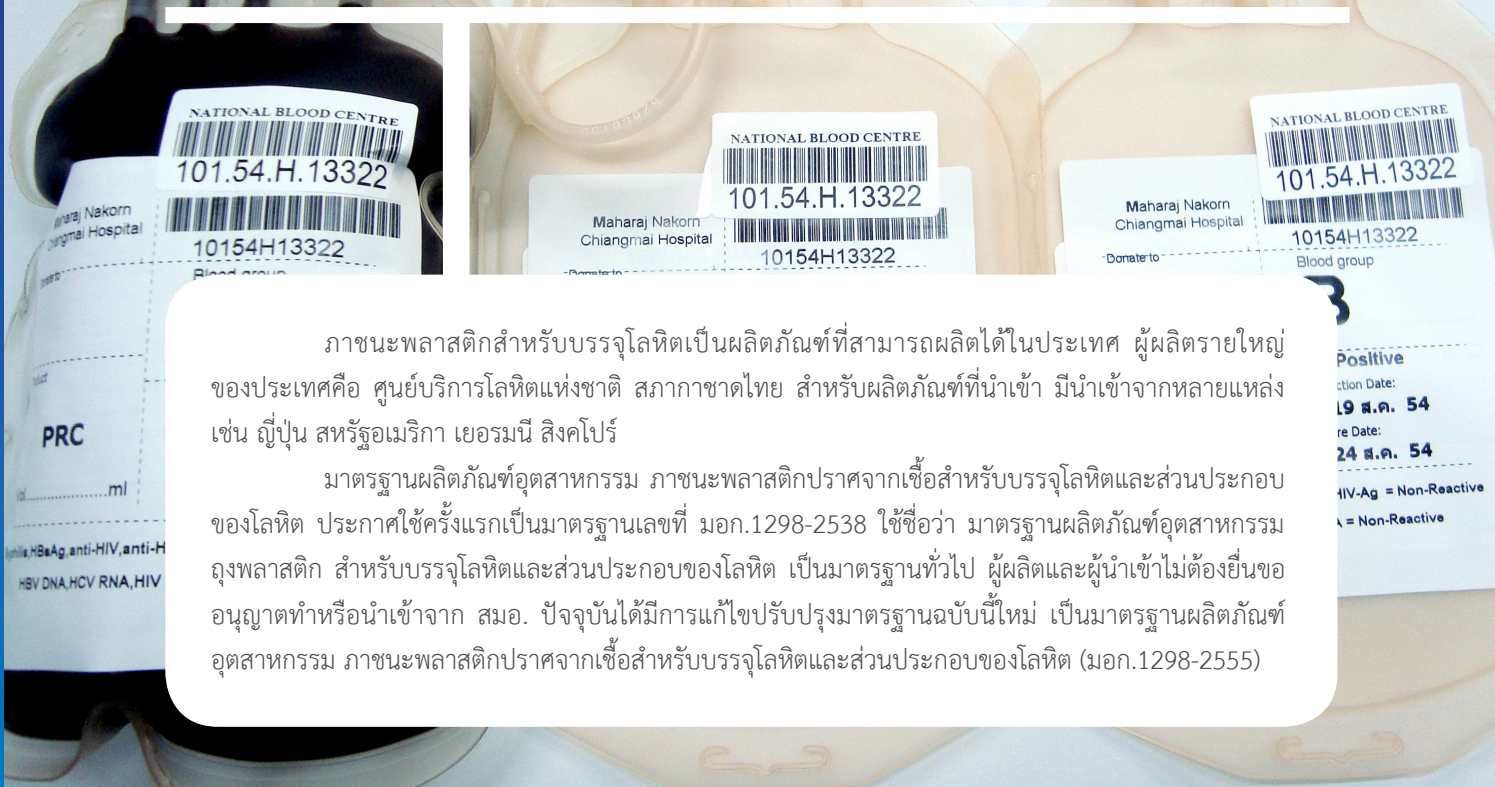 NATIONAL BLOOD CENTRE
101.54.H.13322
Maharaj Nakorn
Chiangmai Hospital
10154H13322
Blood group
PRC
ml
HBsAg,anti-HIV,anti-H
HBV DNA,HCV RNA,HIV
NATIONAL BLOOD CENTRE
101.54.H.13322
Maharaj Nakorn
Chiangmai Hospital
10154H13322
Donate to
NATIONAL BLOOD CENTRE
101.54.H.13322
Maharaj Nakorn
Chiangmai Hospital
10154H13322
Donate to
Blood group
B
Positive
ction Date:
19 ส.ค. 54
re Date:
24 ส.ค. 54
HIV-Ag = Non-Reactive
= Non-Reactive
ภาชนะพลาสติกสำหรับบรรจุโลหิตเป็นผลิตภัณฑ์ที่สามารถผลิตได้ในประเทศ ผู้ผลิตรายใหญ่
ของประเทศคือ ศูนย์บริการโลหิตแห่งชาติ สภากาชาดไทย สำหรับผลิตภัณฑ์ที่นำเข้า มีนำเข้าจากหลายแหล่ง
เช่น ญี่ปุ่น สหรัฐอเมริกา เยอรมนี สิงคโปร์
มาตรฐานผลิตภัณฑ์อุตสาหกรรม ภาชนะพลาสติกปราศจากเชื้อสำหรับบรรจุโลหิตและส่วนประกอบ
ของโลหิต ประกาศใช้ครั้งแรกเป็นมาตรฐานเลขที่ มอก.1298-2538 ใช้ชื่อว่า มาตรฐานผลิตภัณฑ์อุตสาหกรรม
ถุงพลาสติก สำหรับบรรจุโลหิตและส่วนประกอบของโลหิต เป็นมาตรฐานทั่วไป ผู้ผลิตและผู้นำเข้าไม่ต้องยื่นขอ
อนุญาตทำหรือนำเข้าจาก สมอ. ปัจจุบันได้มีการแก้ไขปรับปรุงมาตรฐานฉบับนี้ใหม่ เป็นมาตรฐานผลิตภัณฑ์
อุตสาหกรรม ภาชนะพลาสติกปราศจากเชื้อสำหรับบรรจุโลหิตและส่วนประกอบของโลหิต (มอก.1298-2555)